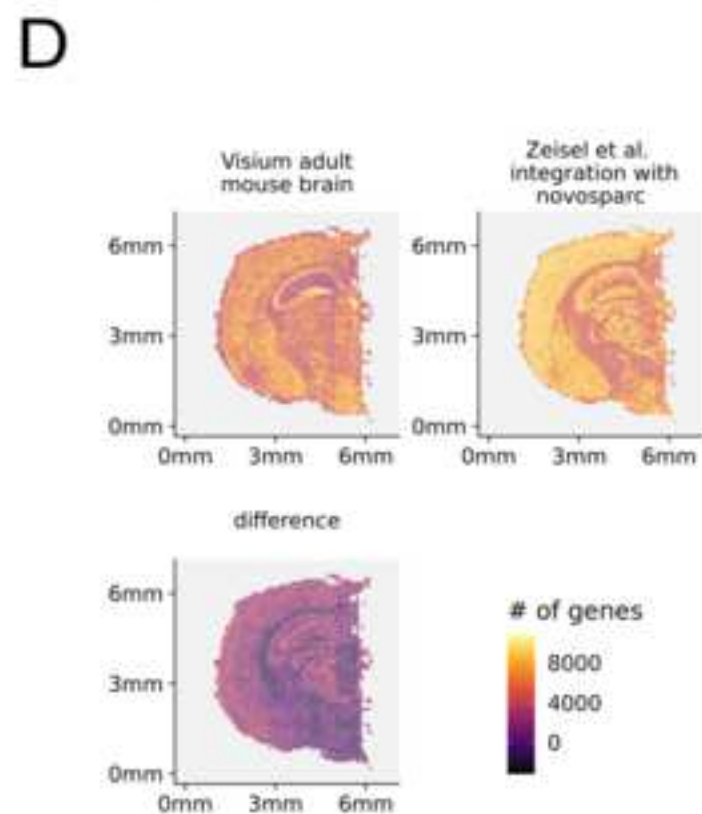 D
Visium adult
mouse brain
Zeisel et al.
integration with
novosparc
6mm
3mm
0mm
0mm 3mm 6mm
6mm
3mm
0mm
0mm 3mm 6mm
difference
6mm
3mm
0mm
0mm 3mm 6mm
# of genes
8000
4000
0